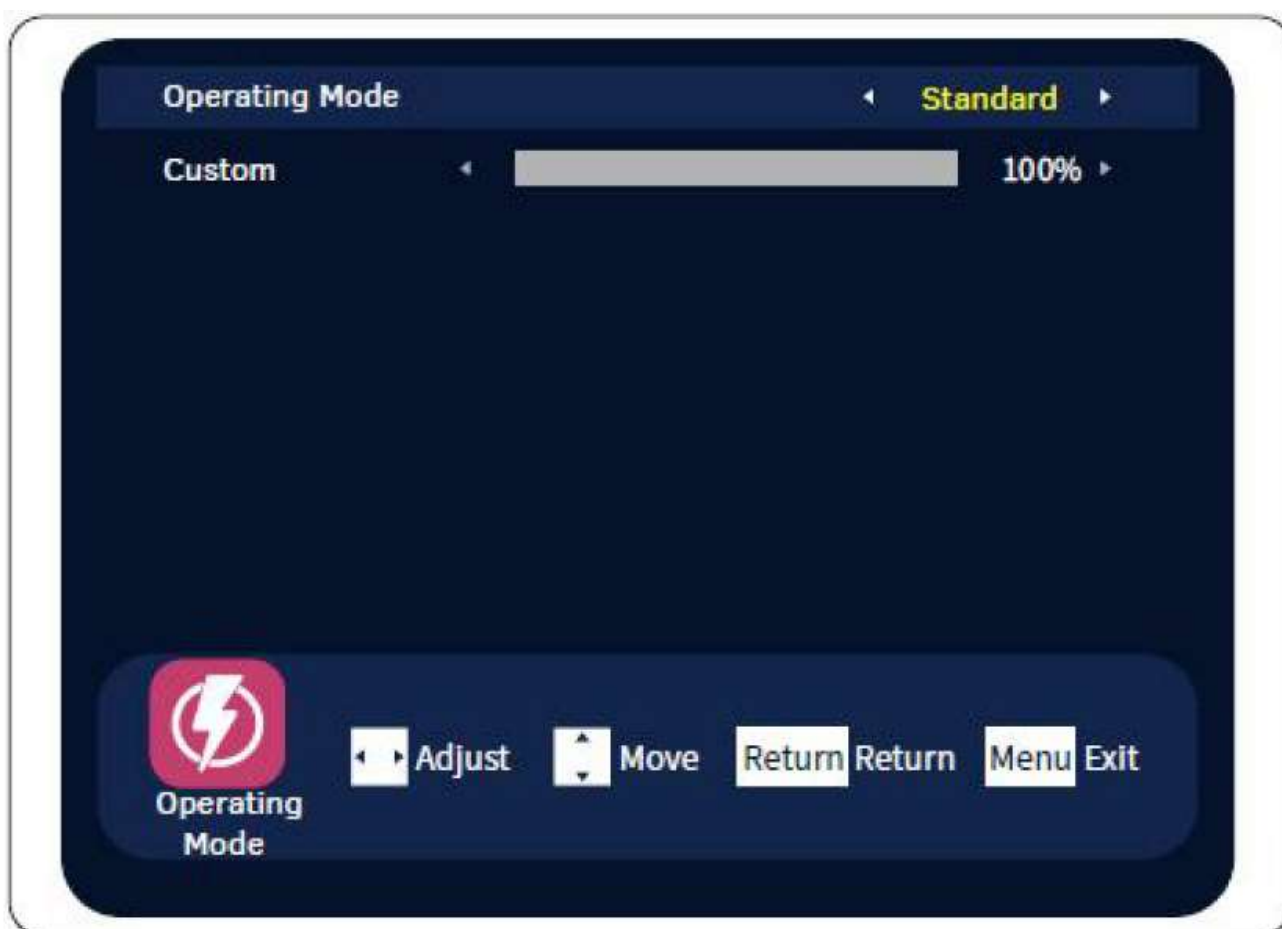 Operating Mode Standard
Custom 100%
Adjust Move Return Return Menu Exit
Operating
Mode